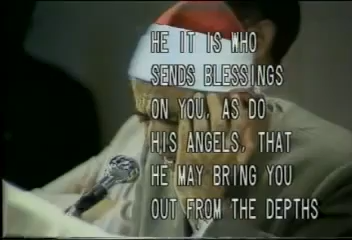 HE IT IS WHO
SENDS BLESSINGS
ON YOU, AS DO
HIS ANGELS, THAT
HE MAY BRING YOU
OUT FROM THE DEPTHS